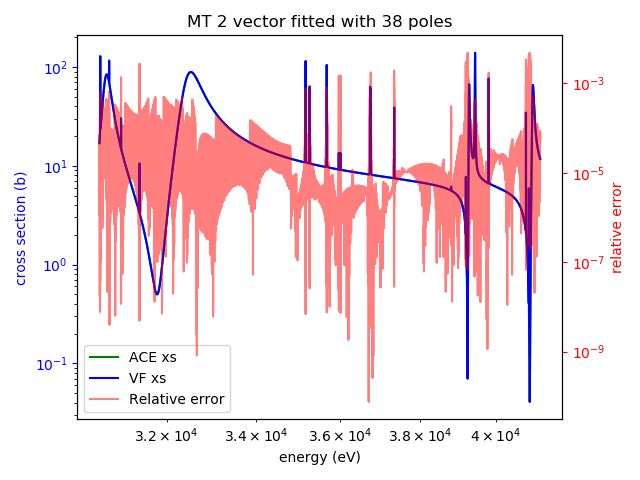 MT 2 vector fitted with 38 poles
10²
10¹
10⁰
10⁻¹
cross section (b)
10⁻³
10⁻⁵
10⁻⁷
10⁻⁹
relative error
ACE xs
VF xs
Relative error
3.2 × 10⁴ 3.4 × 10⁴ 3.6 × 10⁴ 3.8 × 10⁴ 4 × 10⁴
energy (eV)